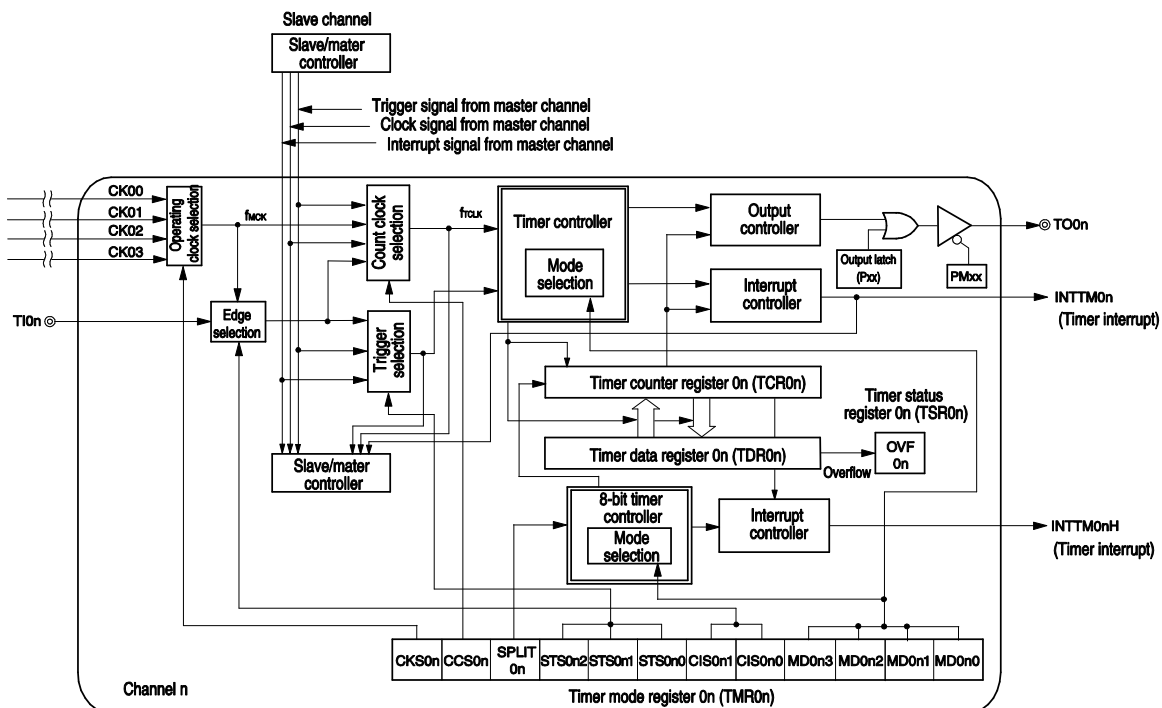 Slave channel
Slave/mater
controller
Trigger signal from master channel
Clock signal from master channel
Interrupt signal from master channel
CK00
CK01
CK02
CK03
Operating
clock selection
fMCK
Count clock
selection
fTCLK
Timer controller
Mode
selection
Output
controller
Output latch
(Pxx)
PMxx
TO0n
Interrupt
controller
INTTM0n
(Timer interrupt)
TI0n
Edge
selection
Trigger
selection
Timer counter register 0n (TCR0n)
Timer status
register 0n (TSR0n)
Slave/mater
controller
Timer data register 0n (TDR0n)
Overflow
OVF
0n
8-bit timer
controller
Mode
selection
Interrupt
controller
INTTM0nH
(Timer interrupt)
CKS0n
CCS0n
SPLIT
0n
STS0n2
STS0n1
STS0n0
CIS0n1
CIS0n0
MD0n3
MD0n2
MD0n1
MD0n0
Channel n
Timer mode register 0n (TMR0n)